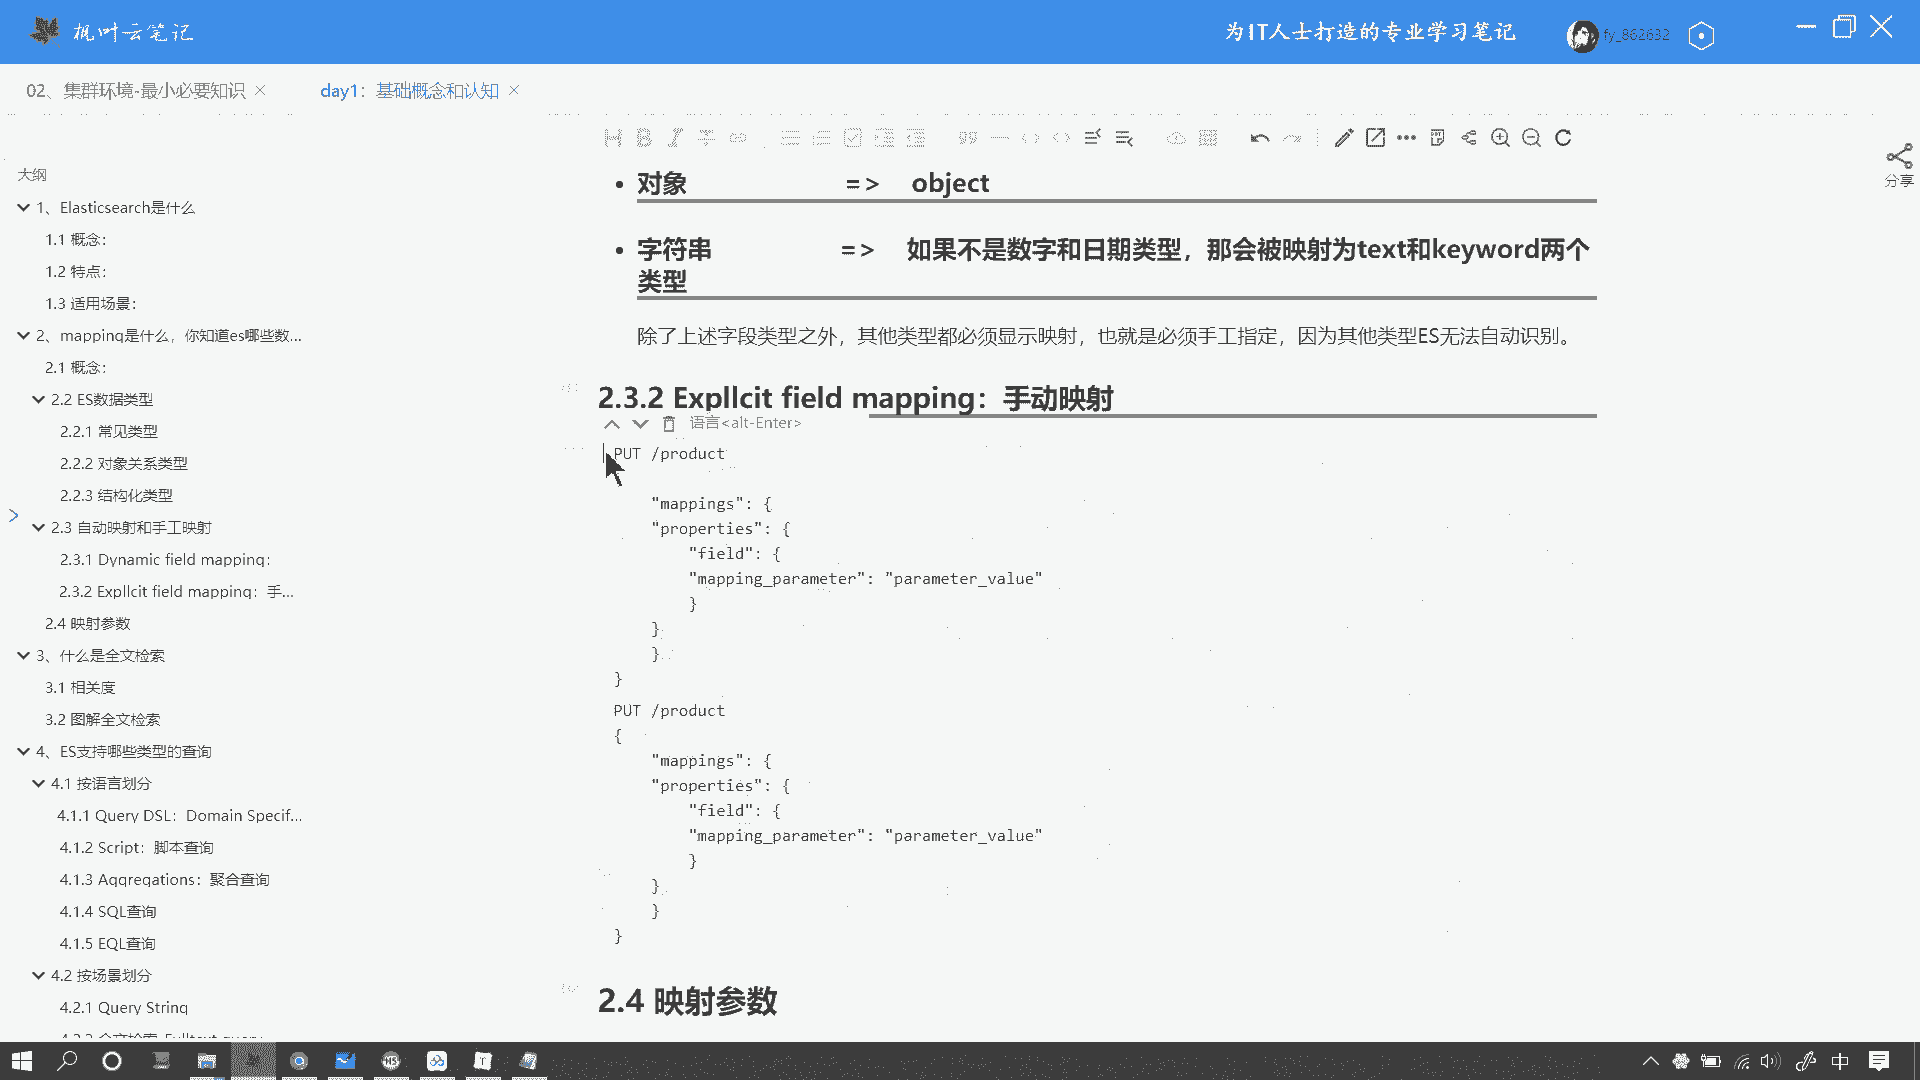 枫叶云笔记
为IT人士打造的专业学习笔记
fy_862632
02、集群环境-最小必要知识
day1：基础概念和认知
分享
大纲
1、Elasticsearch是什么
1.1 概念：
1.2 特点：
1.3 适用场景：
2、mapping是什么，你知道es哪些数...
2.1 概念：
2.2 ES数据类型
2.2.1 常见类型
2.2.2 对象关系类型
2.2.3 结构化类型
2.3 自动映射和手工映射
2.3.1 Dynamic field mapping：
2.3.2 Expllcit field mapping：手...
2.4 映射参数
3、什么是全文检索
3.1 相关度
3.2 图解全文检索
4、ES支持哪些类型的查询
4.1 按语言划分
4.1.1 Query DSL：Domain Specif...
4.1.2 Script：脚本查询
4.1.3 Aggregations：聚合查询
4.1.4 SQL查询
4.1.5 EQL查询
4.2 按场景划分
4.2.1 Query String
对象 => object
字符串 => 如果不是数字和日期类型，那会被映射为text和keyword两个
类型
除了上述字段类型之外，其他类型都必须显示映射，也就是必须手工指定，因为其他类型ES无法自动识别。
2.3.2 Expllcit field mapping：手动映射
语言<alt-Enter>
PUT /product
"mappings": {
"properties": {
"field": {
"mapping_parameter": "parameter_value"
}
}
}
}
PUT /product
{
"mappings": {
"properties": {
"field": {
"mapping_parameter": "parameter_value"
}
}
}
}
2.4 映射参数
中